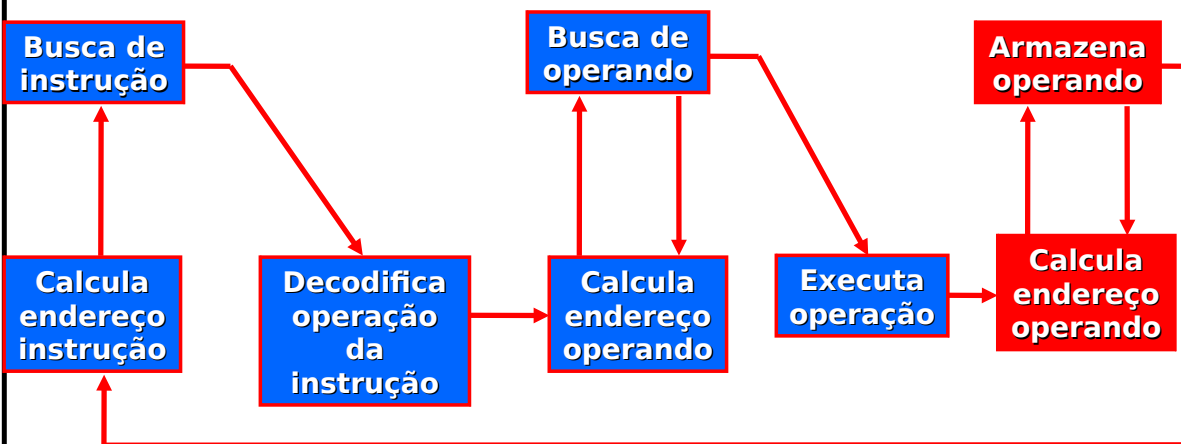 Busca de
instrução
Busca de
operando
Armazena
operando
Calcula
endereço
instrução
Decodifica
operação
da
instrução
Calcula
endereço
operando
Executa
operação
Calcula
endereço
operando